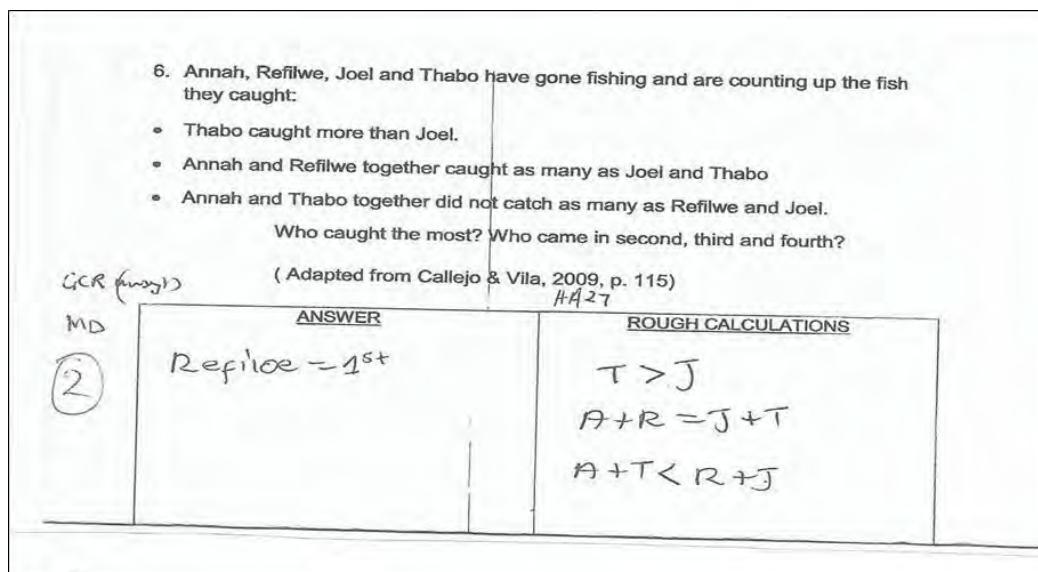 6. Annah, Refilwe, Joel and Thabo have gone fishing and are counting up the fish
they caught:
• Thabo caught more than Joel.
• Annah and Refilwe together caught as many as Joel and Thabo
• Annah and Thabo together did not catch as many as Refilwe and Joel.
Who caught the most? Who came in second, third and fourth?
( Adapted from Callejo & Vila, 2009, p. 115)
HA27
MD
2
ANSWER
Refiloe = 1st
ROUGH CALCULATIONS
T > J
A+R = J+T
A+T < R+J